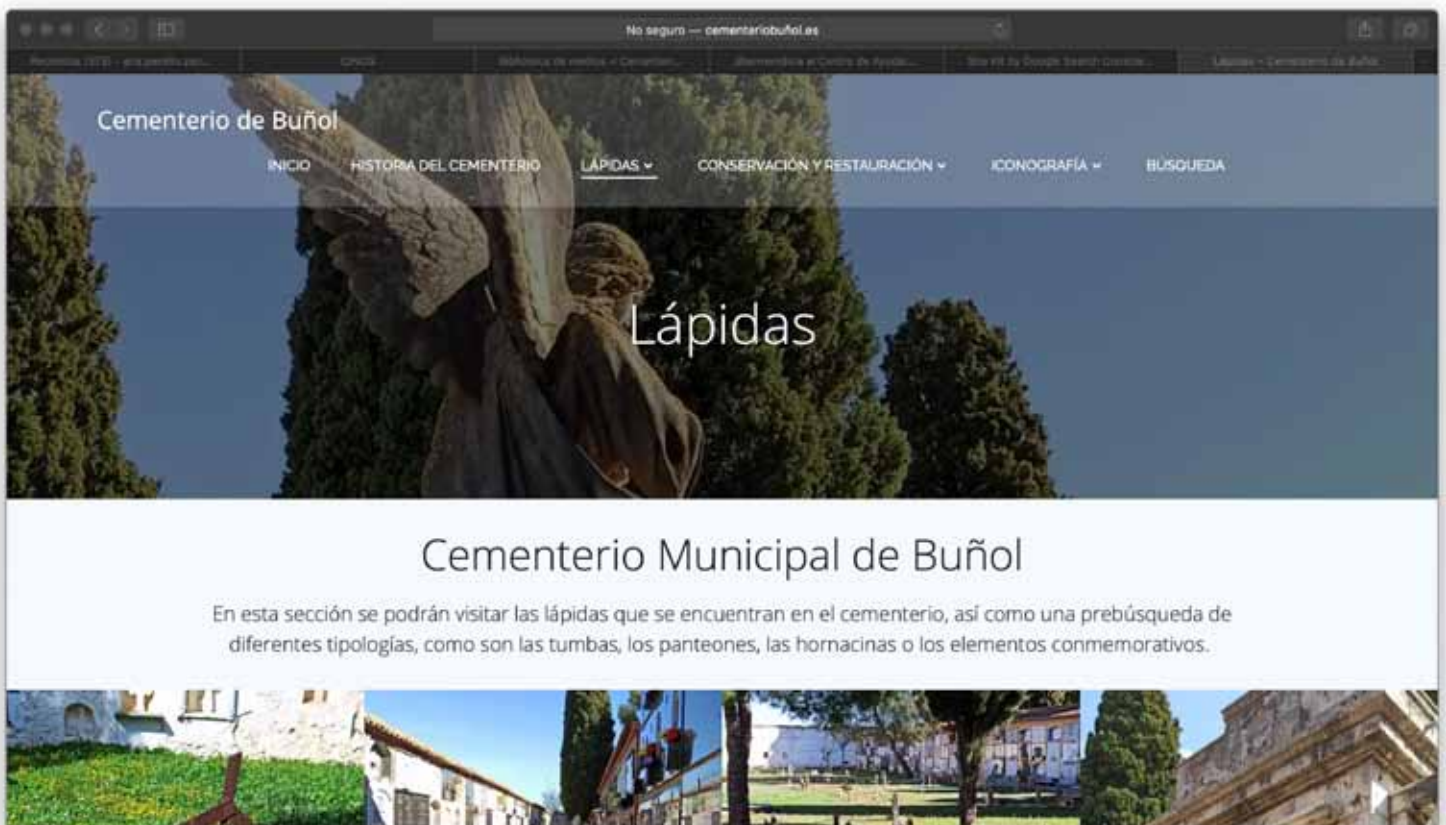 No seguro — cementeriobuñol.es
Cementerio de Buñol
INICIO HISTORIA DEL CEMENTERIO LÁPIDAS CONSERVACIÓN Y RESTAURACIÓN ICONOGRAFÍA BÚSQUEDA
Lápidas
Cementerio Municipal de Buñol
En esta sección se podrán visitar las lápidas que se encuentran en el cementerio, así como una prebúsqueda de
diferentes tipologías, como son las tumbas, los panteones, las hornacinas o los elementos conmemorativos.